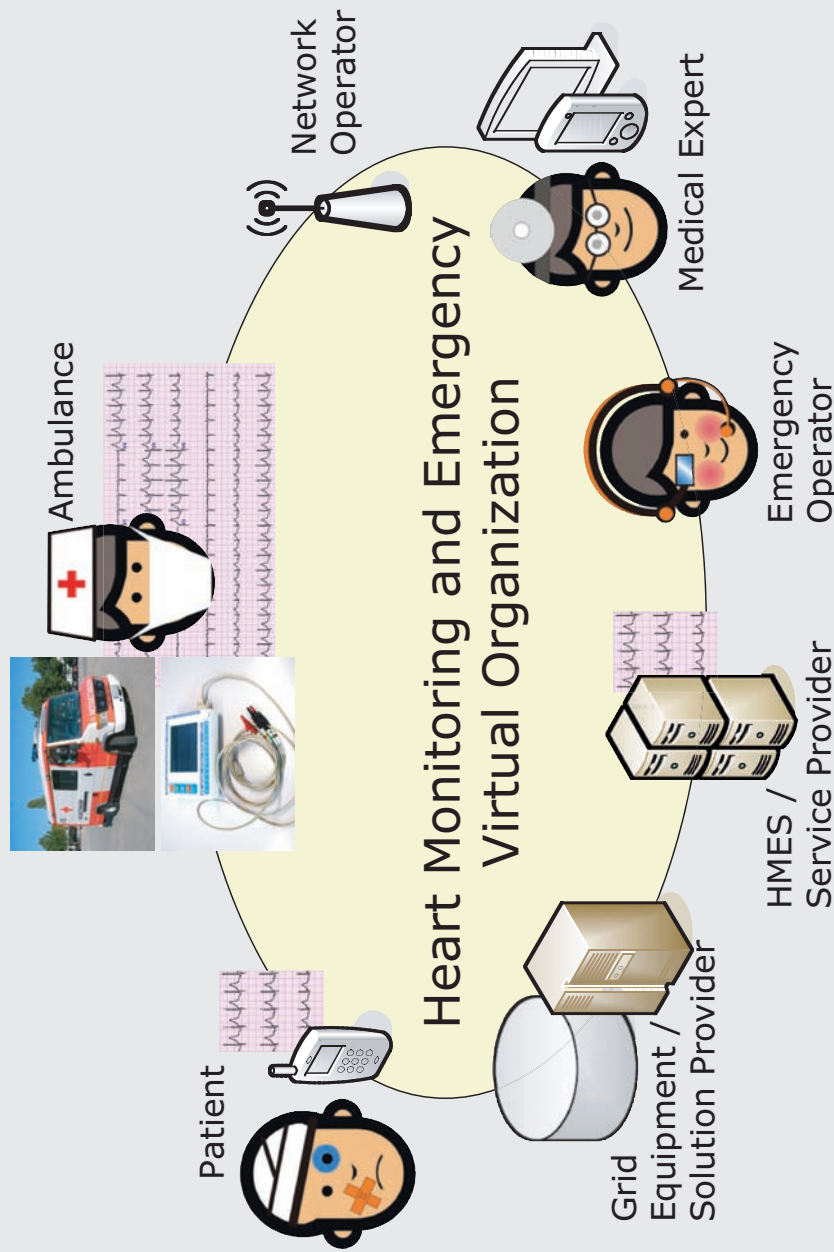 Ambulance
Patient
Network
Operator
Heart Monitoring and Emergency
Virtual Organization
Medical Expert
Grid
Equipment /
Solution Provider
HMES /
Service Provider
Emergency
Operator